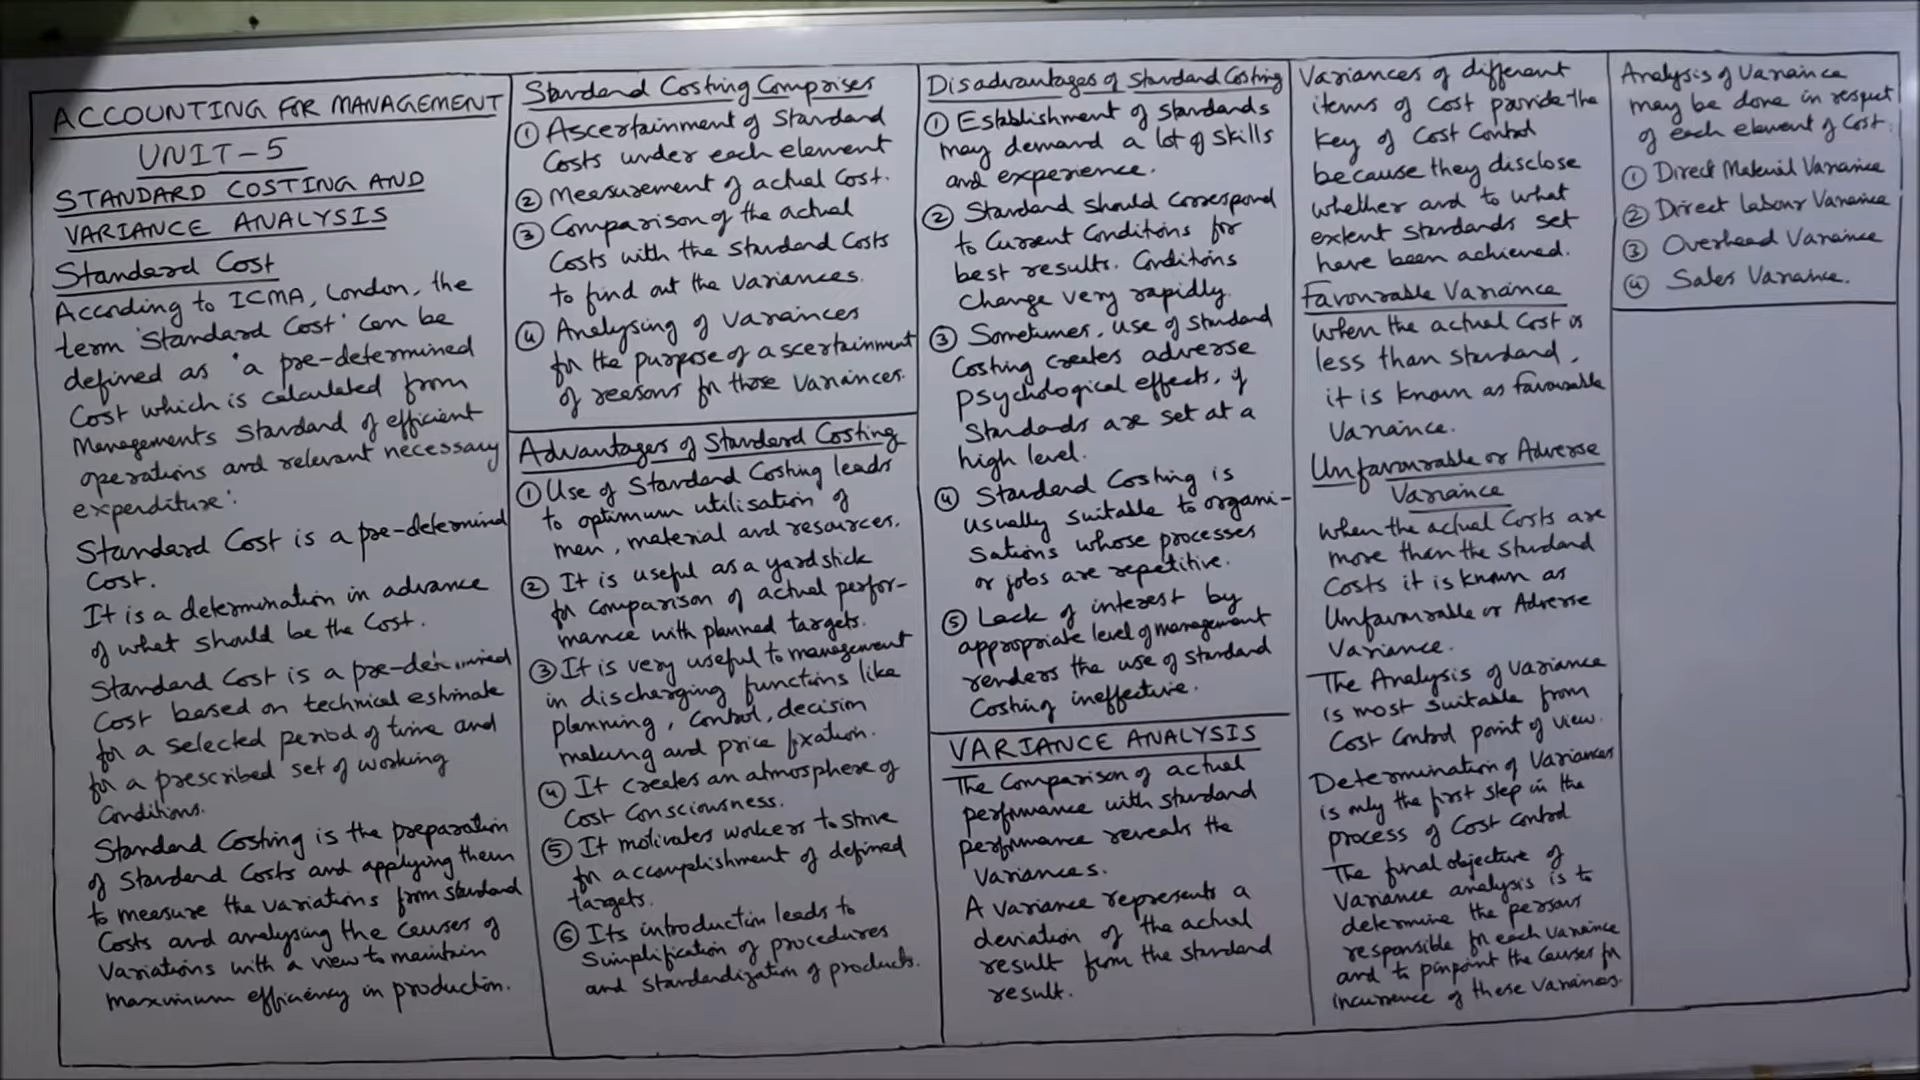 ACCOUNTING FOR MANAGEMENT
UNIT-5
STANDARD COSTING AND
VARIANCE ANALYSIS
Standard Cost
According to ICMA, London, the
term 'Standard Cost' can be
defined as "a pre-determined
Cost which is calculated from
Managements Standard of efficient
operations and relevant necessary
expenditure".
Standard Cost is a pre-determined
Cost.
It is a determination in advance
of what should be the Cost.
Standard Cost is a pre-determined
Cost based on technical estimate
for a selected period of time and
for a prescribed set of working
Conditions.
Standard Costing is the preparation
of Standard Costs and applying them
to measure the variations from standard
Costs and analysing the Causes of
Variations with a view to maintain
maximum efficiency in production.
Standard Costing Comprises
① Ascertainment of Standard
Costs under each element
② Measurement of actual Cost.
③ Comparison of the actual
Costs with the Standard Costs
to find out the Variances.
④ Analysing of Variances
for the purpose of ascertainment
of reasons for those Variances.
Advantages of Standard Costing
① Use of Standard Costing leads
to optimum utilisation of
men, material and resources.
② It is useful as a yardstick
for Comparison of actual perfor-
mance with planned targets.
③ It is very useful to management
in discharging functions like
planning, Control, decision
making and price fixation.
④ It creates an atmosphere of
Cost Consciousness.
⑤ It motivates workers to strive
for accomplishment of defined
targets.
⑥ Its introduction leads to
Simplification of procedures
and standardization of products.
Disadvantages of Standard Costing
① Establishment of Standards
may demand a lot of Skills
and experience.
② Standard should correspond
to Current Conditions for
best results. Conditions
Change very rapidly.
③ Sometimes, use of Standard
Costing creates adverse
psychological effects, if
Standards are set at a
high level.
④ Standard Costing is
usually suitable to organi-
sations whose processes
or jobs are repetitive.
⑤ Lack of interest by
appropriate level of management
renders the use of Standard
Costing ineffective.
VARIANCE ANALYSIS
The Comparison of actual
performance with standard
performance reveals the
Variances.
A variance represents a
deviation of the actual
result from the standard
result.
Variances of different
items of Cost provide the
Key of Cost Control
because they disclose
whether and to what
extent Standards set
have been achieved.
Favourable Variance
When the actual Cost is
less than standard,
it is known as favourable
Variance.
Unfavourable or Adverse
Variance
When the actual Costs are
more than the Standard
Costs it is known as
Unfavourable or Adverse
Variance.
The Analysis of Variance
is most suitable from
Cost Control point of view.
Determination of Variances
is only the first step in the
process of Cost Control
The final objective of
Variance analysis is to
determine the persons
responsible for each variance
and to pinpoint the Causes for
incurrence of these Variances.
Analysis of Variance
may be done in respect
of each element of Cost.
① Direct Material Variance
② Direct Labour Variance
③ Overhead Variance
④ Sales Variance.